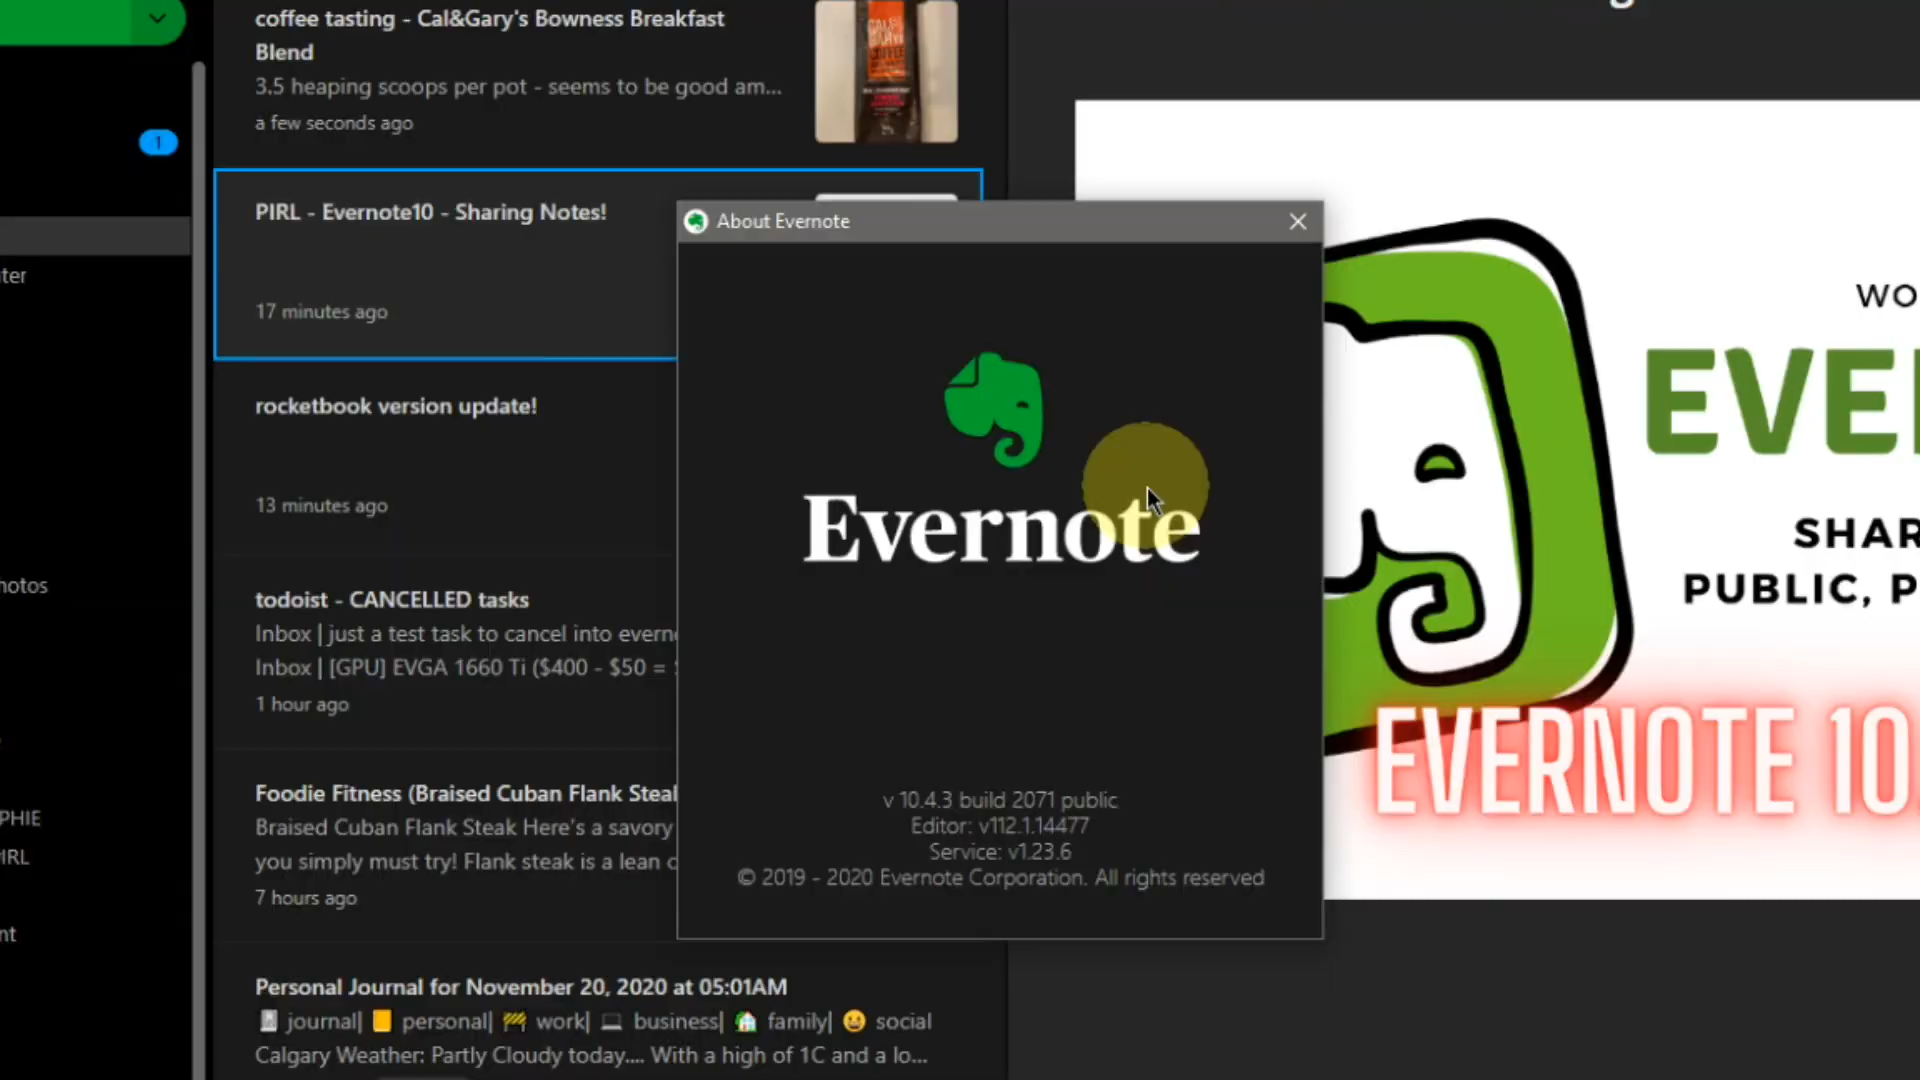 coffee tasting - Cal&Gary's Bowness Breakfast
Blend
3.5 heaping scoops per pot - seems to be good am...
a few seconds ago
1
PIRL - Evernote10 - Sharing Notes!
17 minutes ago
rocketbook version update!
13 minutes ago
todoist - CANCELLED tasks
Inbox | just a test task to cancel into evern
Inbox | [GPU] EVGA 1660 Ti ($400 - $50 =
1 hour ago
Foodie Fitness (Braised Cuban Flank Steak
Braised Cuban Flank Steak Here's a savory
you simply must try! Flank steak is a lean
7 hours ago
Personal Journal for November 20, 2020 at 05:01AM
journal| personal| work| business| family| social
Calgary Weather: Partly Cloudy today.... With a high of 1C and a lo...
ter
hotos
PHIE
IRL
nt
About Evernote
Evernote
v 10.4.3 build 2071 public
Editor: v112.1.14477
Service: v1.23.6
© 2019 - 2020 Evernote Corporation. All rights reserved
WO
EVE
SHAR
PUBLIC, P
EVERNOTE 10.